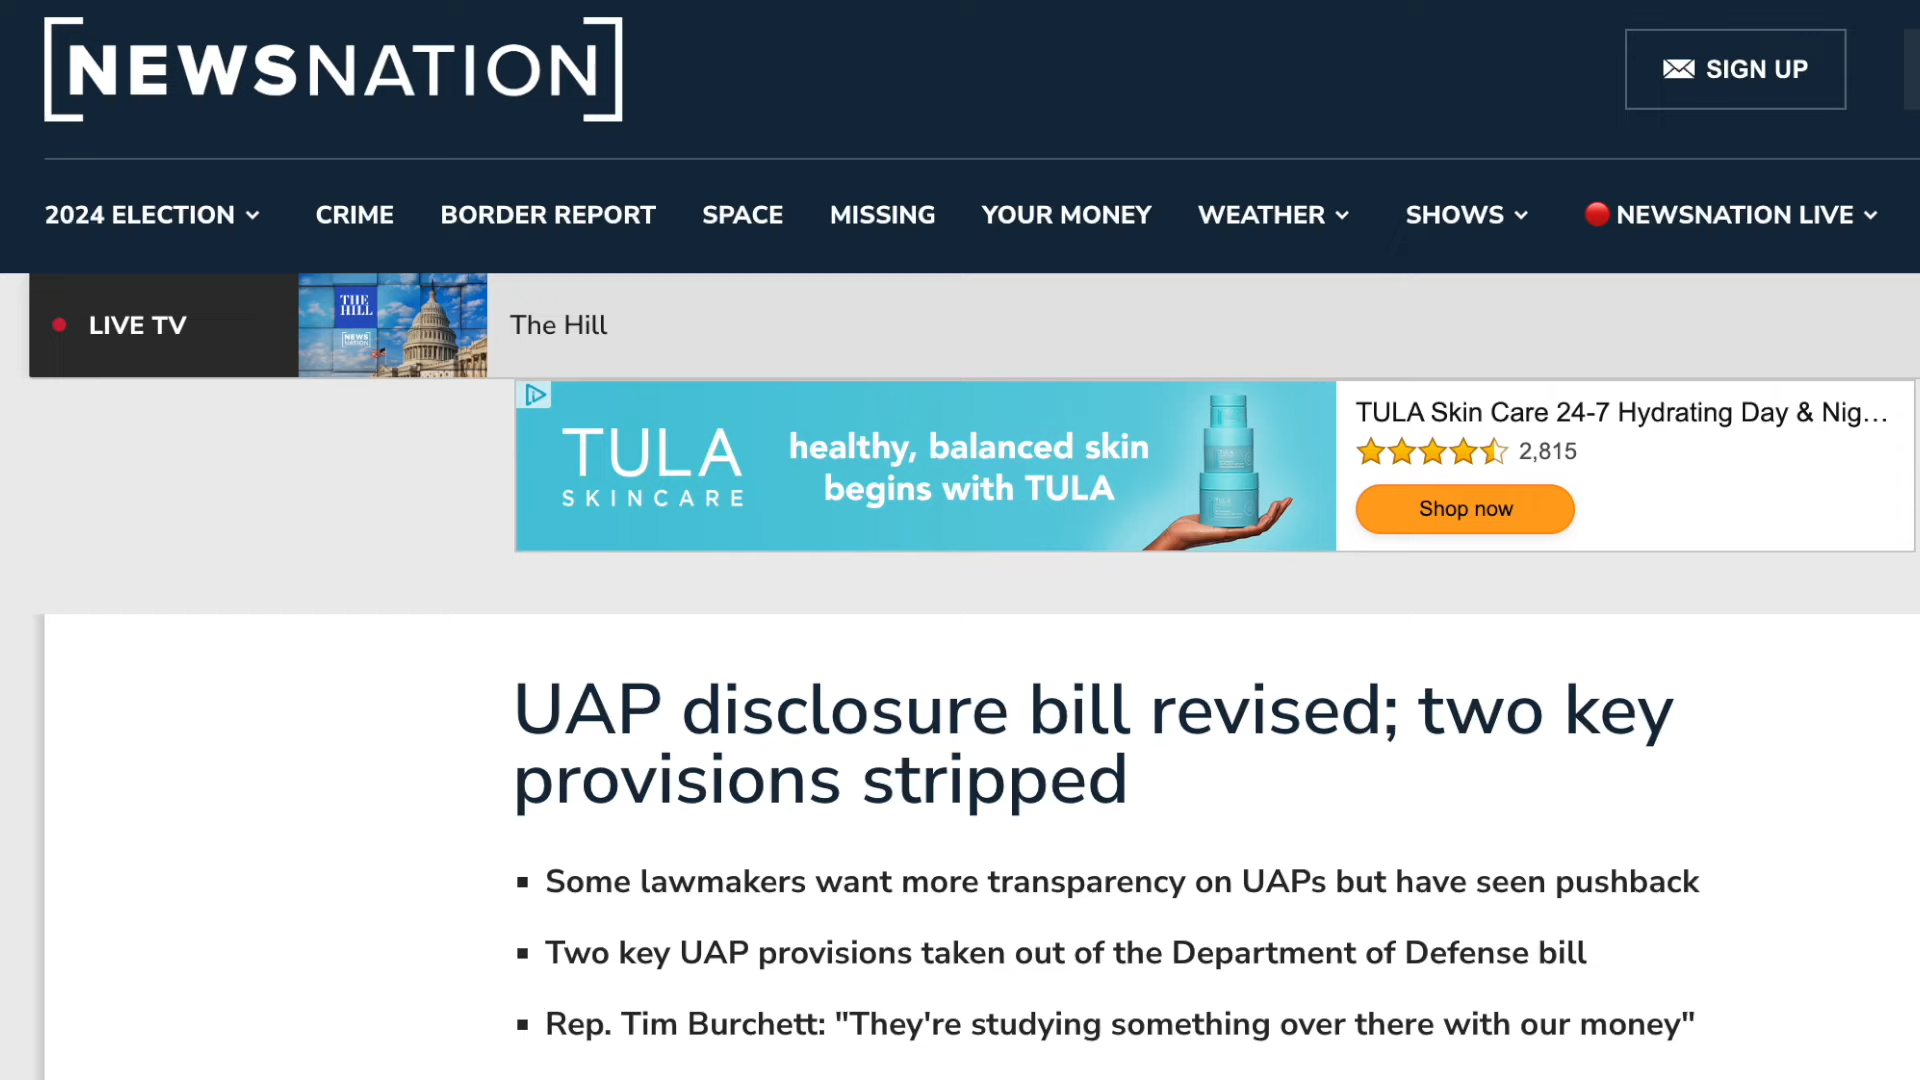 NEWSNATION
SIGN UP
2024 ELECTION CRIME BORDER REPORT SPACE MISSING YOUR MONEY WEATHER SHOWS NEWSNATION LIVE
LIVE TV
THE
HILL
NEWS
NATION
The Hill
TULA
SKINCARE
healthy, balanced skin
begins with TULA
TULA Skin Care 24-7 Hydrating Day & Nig...
2,815
Shop now
UAP disclosure bill revised; two key
provisions stripped
▪ Some lawmakers want more transparency on UAPs but have seen pushback
▪ Two key UAP provisions taken out of the Department of Defense bill
▪ Rep. Tim Burchett: "They're studying something over there with our money"